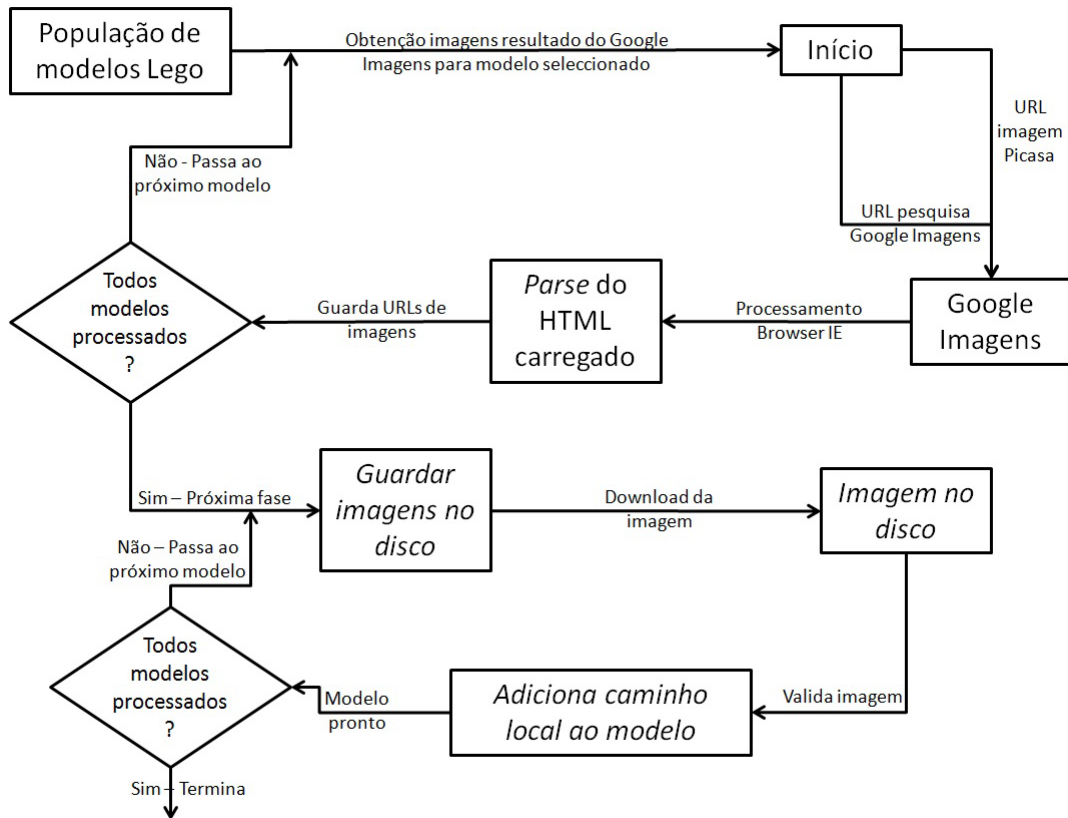 População de
modelos Lego
Obtenção imagens resultado do Google
Imagens para modelo seleccionado
Início
URL
imagem
Picasa
Não - Passa ao
próximo modelo
URL pesquisa
Google Imagens
Todos
modelos
processados
?
Guarda URLs de
imagens
Parse do
HTML
carregado
Processamento
Browser IE
Google
Imagens
Sim – Próxima fase
Guardar
imagens no
disco
Download da
imagem
Imagem no
disco
Não – Passa ao
próximo modelo
Todos
modelos
processados
?
Modelo
pronto
Adiciona caminho
local ao modelo
Valida imagem
Sim – Termina